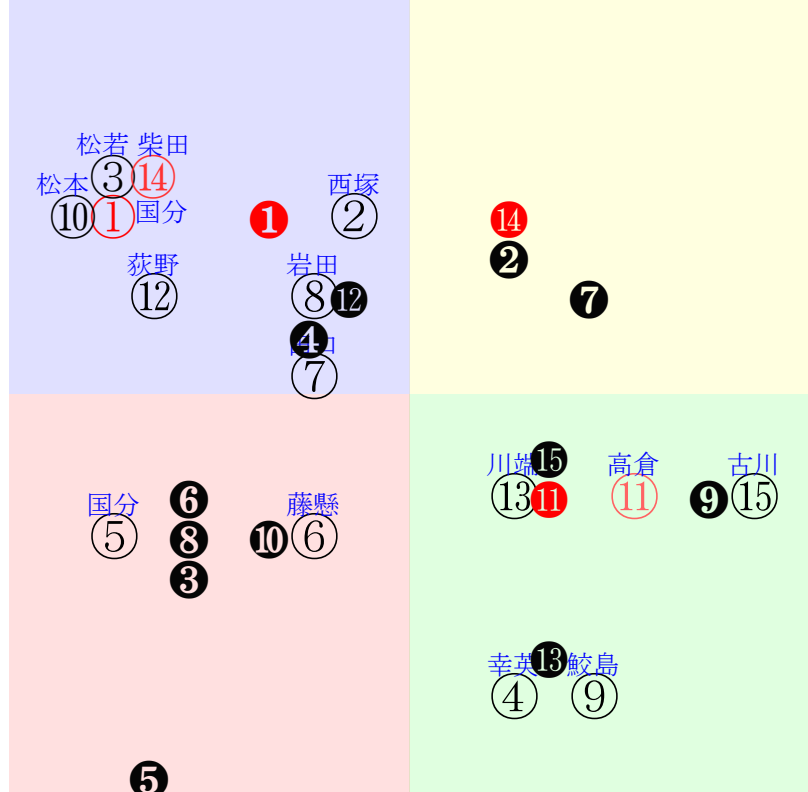 松若 柴田
③ ⑭
松本 国分 西塚
⑩ ① ❶ ② ⓮
❷
荻野 岩田
⑫ ⑧ ⓬ ❼
❹
⑦
川端 ⓯ 高倉 古川
⑬ ⓫ ⑪ ❾ ⑮
国分 ❻ 藤懸
⑤ ❽ ❿ ⑥
❸
幸英 ⓭ 鮫島
④ ⑨
❺